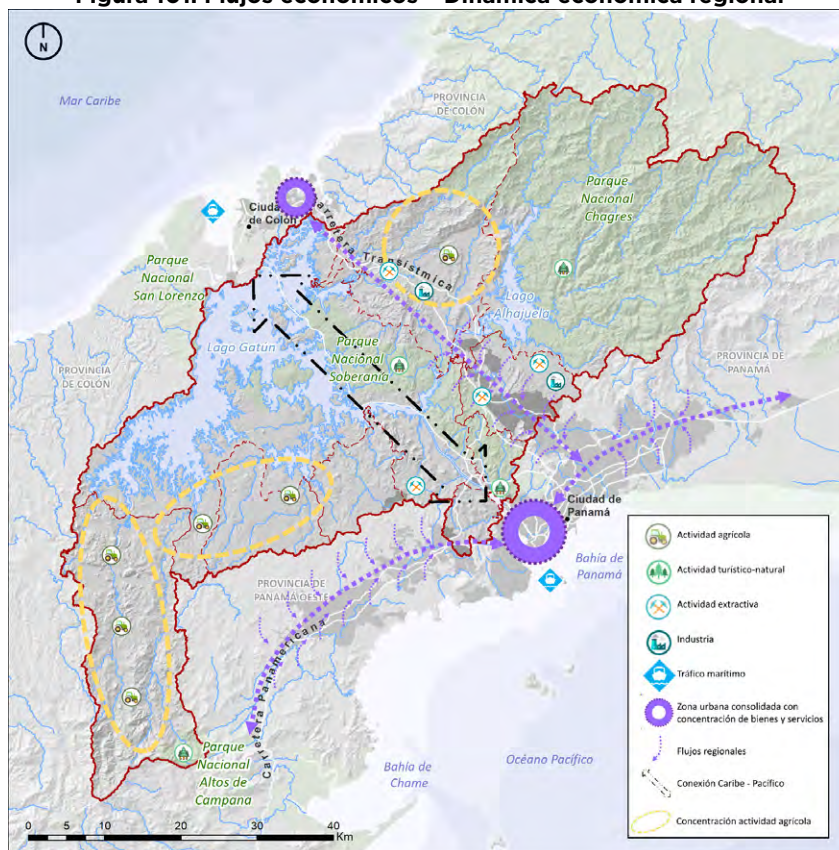 Figura 161. Flujos económicos – Dinámica económica regional
N
Mar Caribe
PROVINCIA
DE COLÓN
Ciudad
de Colón
Carretera Transístmica
Parque
Nacional
Chagres
Parque
Nacional
San Lorenzo
Lago
Alhajuela
Lago Gatún
Parque
Nacional
Soberanía
PROVINCIA
DE COLÓN
PROVINCIA DE
PANAMÁ
Ciudad de
Panamá
Bahía de
Panamá
PROVINCIA DE
PANAMÁ OESTE
Carretera Panamericana
Parque
Nacional
Altos de
Campana
Bahía de
Chame
Océano Pacífico
Actividad agrícola
Actividad turístico-natural
Actividad extractiva
Industria
Tráfico marítimo
Zona urbana consolidada con
concentración de bienes y servicios
Flujos regionales
Conexión Caribe - Pacífico
Concentración actividad agrícola
0 5 10 20 30 40
Km